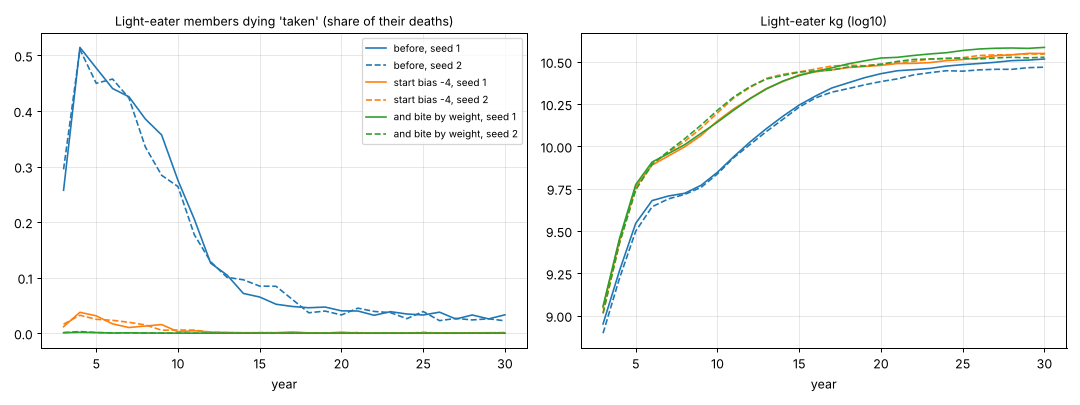 Light-eater members dying 'taken' (share of their deaths)
0.5
0.4
0.3
0.2
0.1
0.0
5
10
15
20
25
30
year
before, seed 1
before, seed 2
start bias -4, seed 1
start bias -4, seed 2
and bite by weight, seed 1
and bite by weight, seed 2
Light-eater kg (log10)
10.50
10.25
10.00
9.75
9.50
9.25
9.00
5
10
15
20
25
30
year